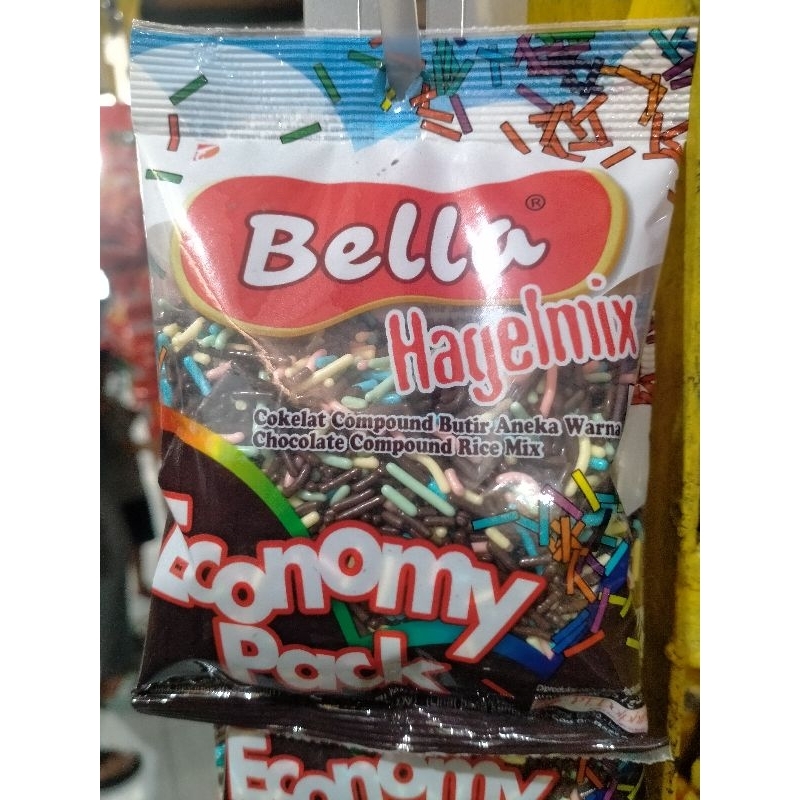 Bella®
Hagelmix
Cokelat Compound Butir Aneka Warna
Chocolate Compound Rice Mix
Economy
Pack
Economy